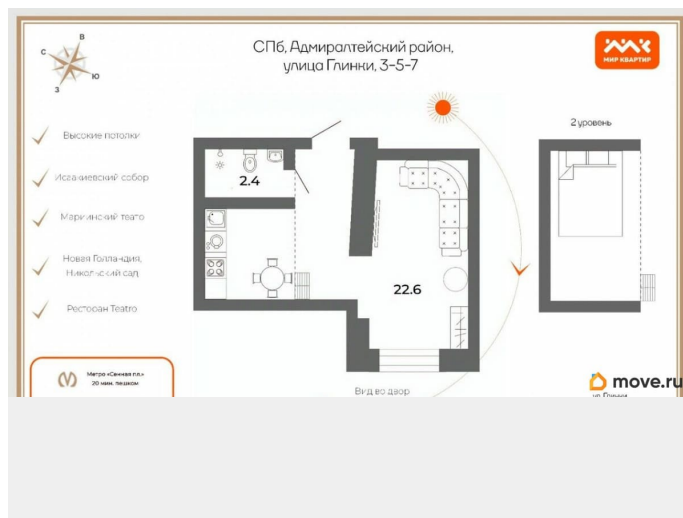 В
С
Ю
З
СПб, Адмиралтейский район,
улица Глинки, 3-5-7
МИР КВАРТИР
2 уровень
Высокие потолки
Исаакиевский собор
Мариинский театр
Новая Голландия,
Никольский сад
Ресторан Teatro
2.4
22.6
Метро «Сенная пл.»
20 мин. пешком
Вид во двор
move.ru
ул. Глинки